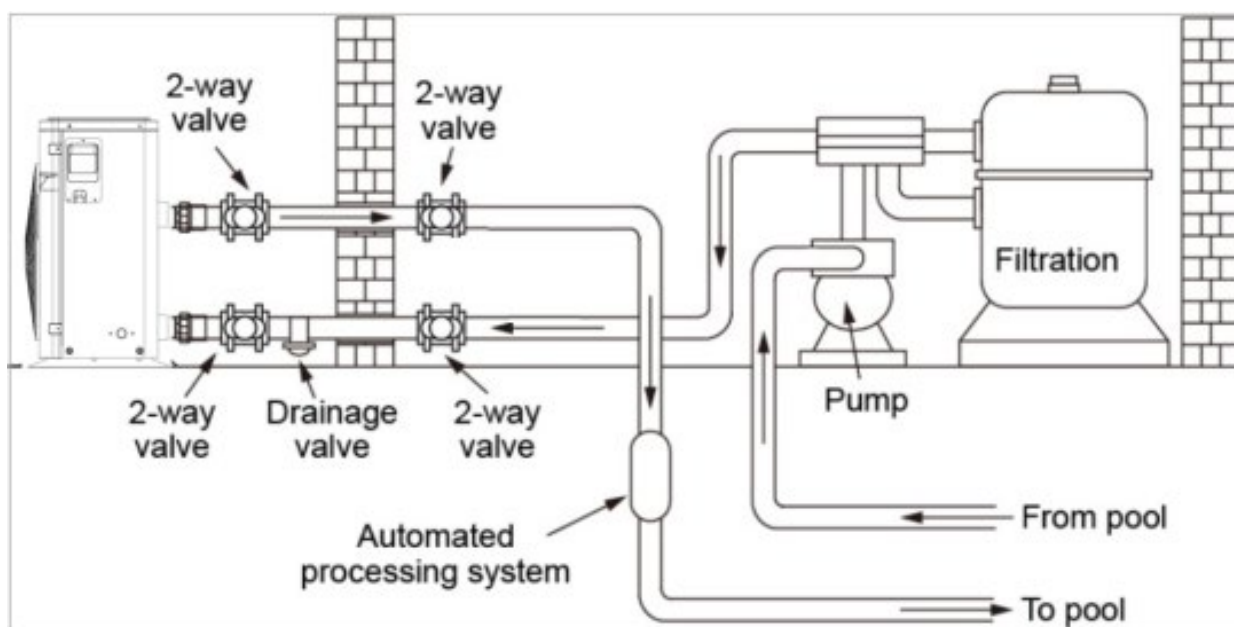 2-way
valve
2-way
valve
Filtration
2-way
valve
Drainage
valve
2-way
valve
Pump
Automated
processing system
From pool
To pool